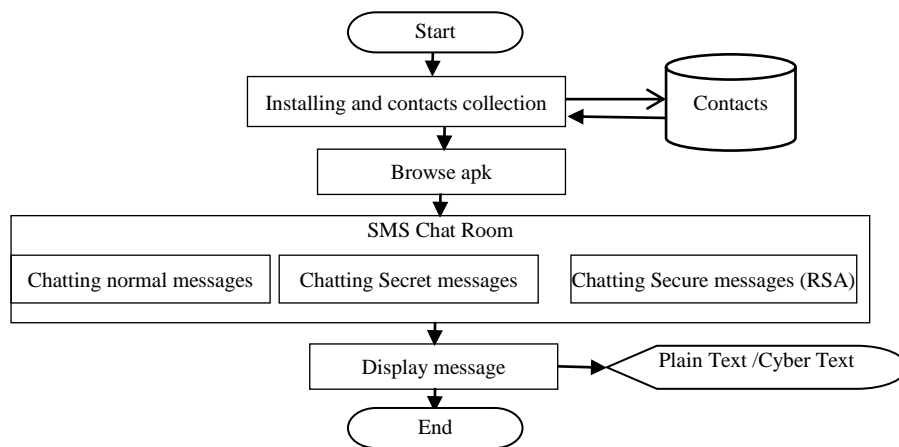 Start
Installing and contacts collection
Contacts
Browse apk
SMS Chat Room
Chatting normal messages
Chatting Secret messages
Chatting Secure messages (RSA)
Display message
Plain Text /Cyber Text
End